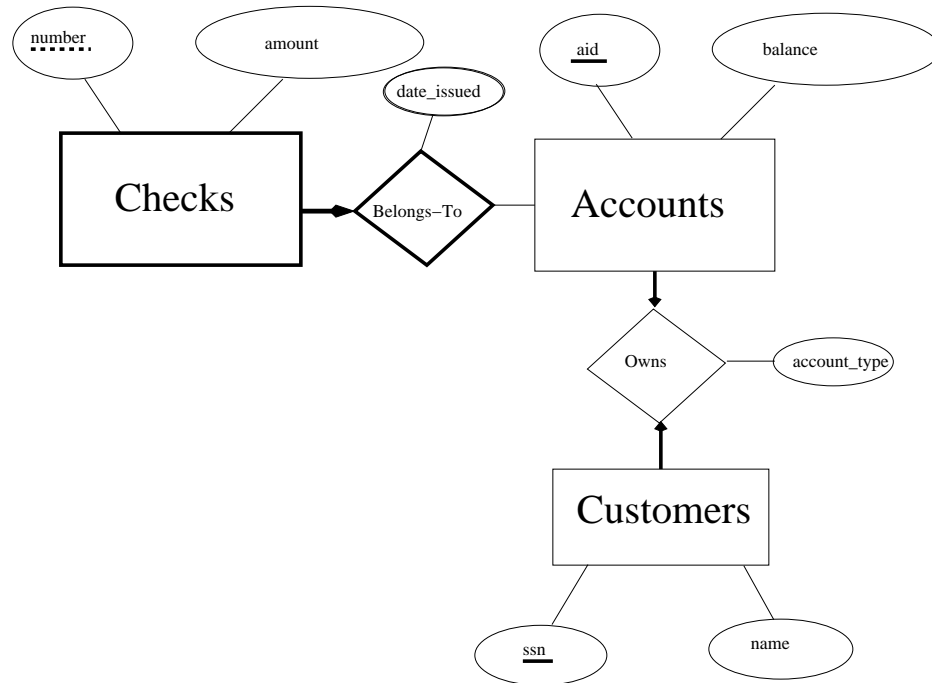 number
amount
aid
balance
date_issued
Checks
Belongs–To
Accounts
Owns
account_type
Customers
ssn
name